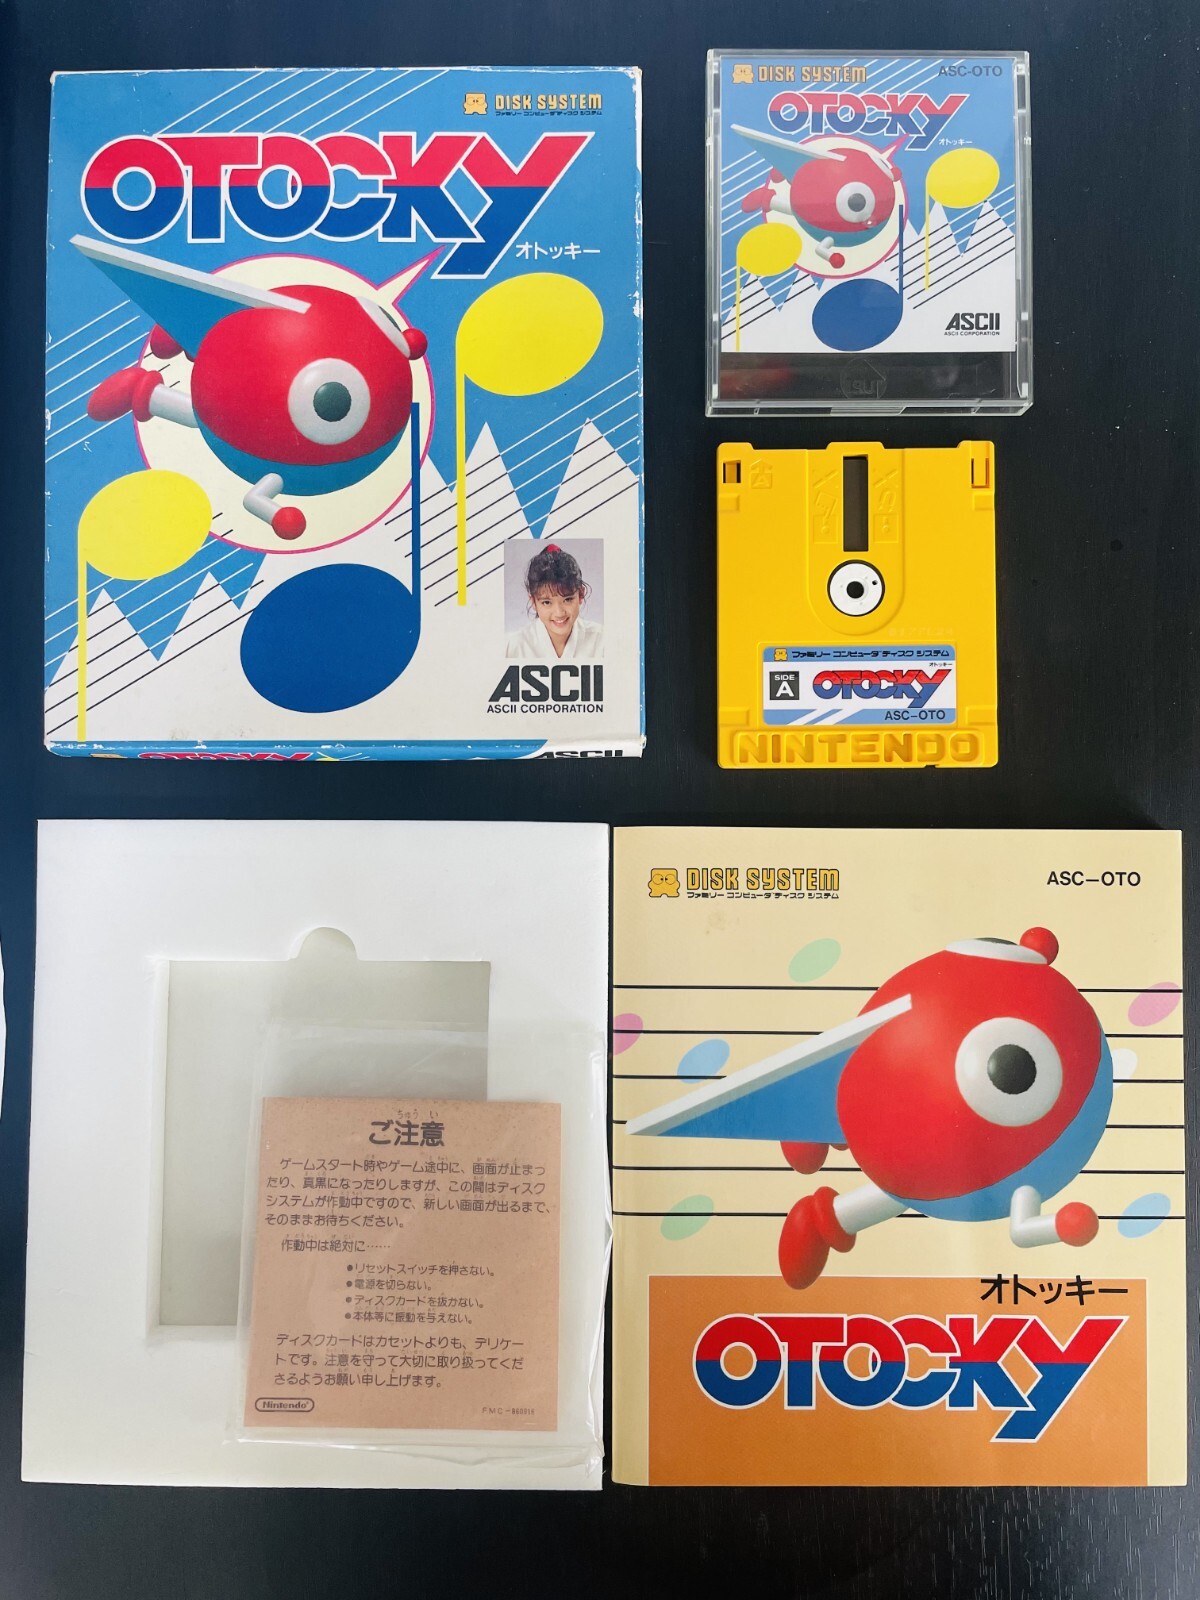 DISK SYSTEM
ファミリー コンピュータ ディスク システム
OTOCKY
オトッキー
ASCII
ASCII CORPORATION
DISK SYSTEM
OTOCKY
ASCII
DISK SYSTEM
ASC-OTO
OTOCKY
オトッキー
ASCII
ASCII CORPORATION
A
ファミリー コンピュータ ディスク システム
オトッキー
SIDE
A
OTOCKY
ASC-OTO
NINTENDO
ちゅう い
ご注意
ゲームスタート時やゲーム途中に、画面が止まっ
たり、真黒になったりしますが、この間はディスク
システムが作動中ですので、新しい画面が出るまで、
そのままお待ちください。
作動中は絶対に……
●リセットスイッチを押さない。
●電源を切らない。
●ディスクカードを抜かない。
●本体等に振動を与えない。
ディスクカードはカセットよりも、デリケー
トです。注意を守って大切に取り扱ってくだ
さるようお願い申し上げます。
Nintendo
DISK SYSTEM
ファミリー コンピュータ ディスク システム
ASC-OTO
オトッキー
OTOCKY